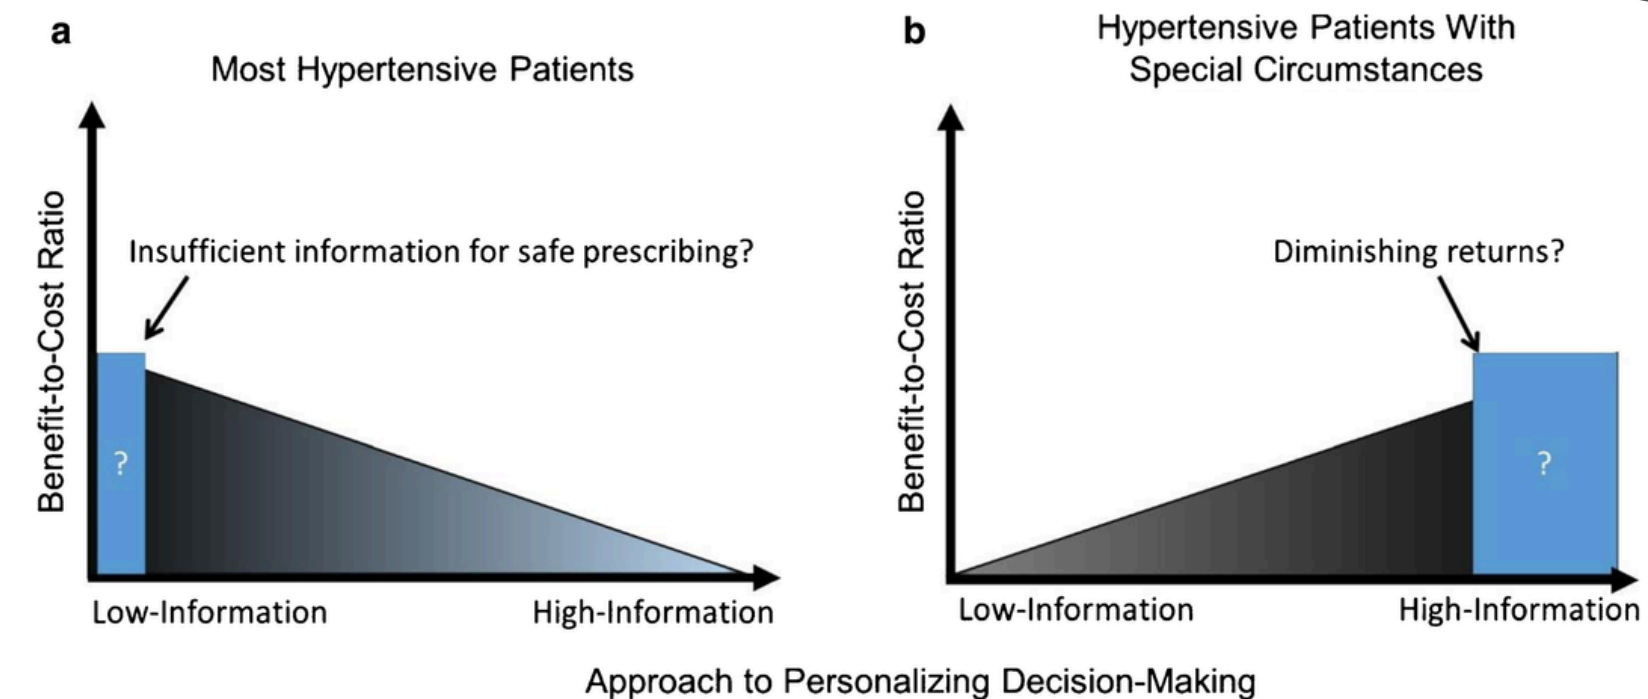 a
Most Hypertensive Patients
Benefit-to-Cost Ratio
Insufficient information for safe prescribing?
?
Low-Information
High-Information
b
Hypertensive Patients With
Special Circumstances
Benefit-to-Cost Ratio
Diminishing returns?
?
Low-Information
High-Information
Approach to Personalizing Decision-Making